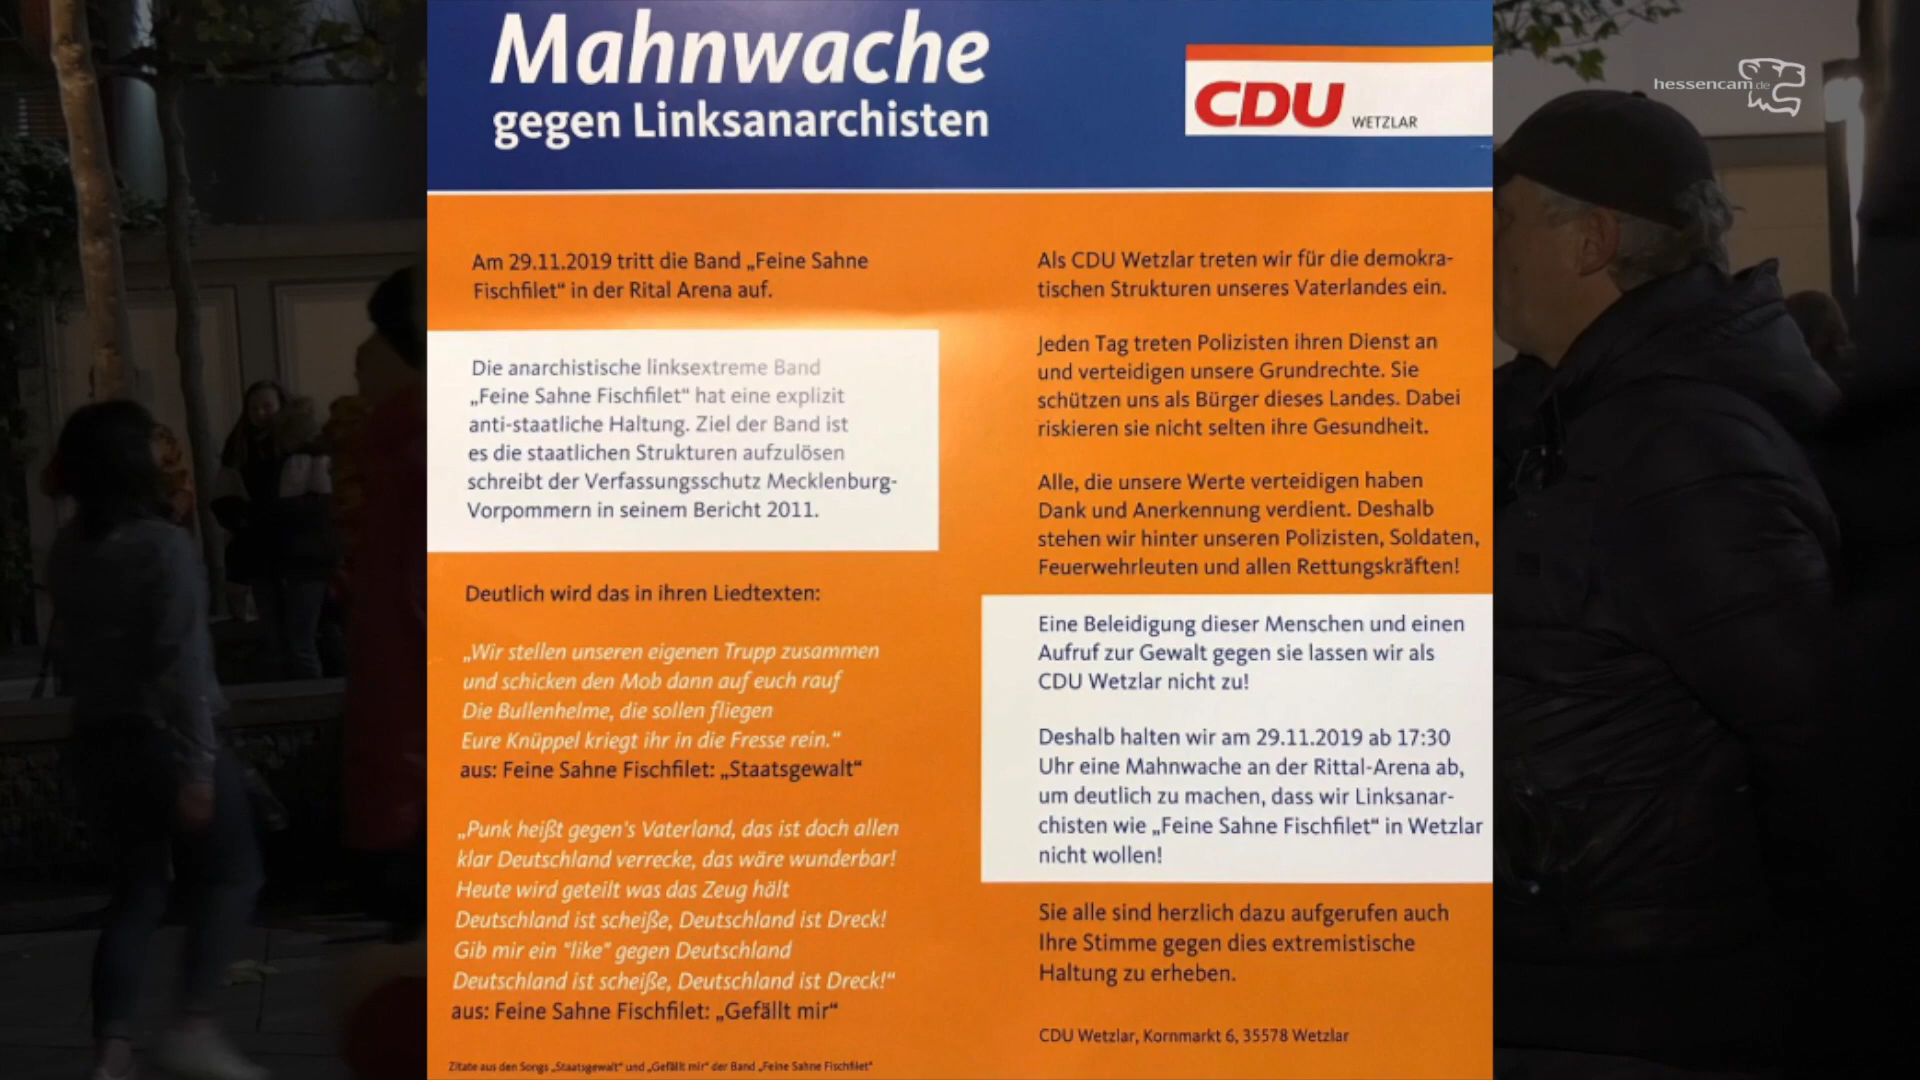 Mahnwache
gegen Linksanarchisten
CDU WETZLAR
hessencam.de
Am 29.11.2019 tritt die Band „Feine Sahne
Fischfilet“ in der Rital Arena auf.
Die anarchistische linksextreme Band
„Feine Sahne Fischfilet“ hat eine explizit
anti-staatliche Haltung. Ziel der Band ist
es die staatlichen Strukturen aufzulösen
schreibt der Verfassungsschutz Mecklenburg-
Vorpommern in seinem Bericht 2011.
Deutlich wird das in ihren Liedtexten:
„Wir stellen unseren eigenen Trupp zusammen
und schicken den Mob dann auf euch rauf
Die Bullenhelme, die sollen fliegen
Eure Knüppel kriegt ihr in die Fresse rein.“
aus: Feine Sahne Fischfilet: „Staatsgewalt“
„Punk heißt gegen's Vaterland, das ist doch allen
klar Deutschland verrecke, das wäre wunderbar!
Heute wird geteilt was das Zeug hält
Deutschland ist scheiße, Deutschland ist Dreck!
Gib mir ein "like" gegen Deutschland
Deutschland ist scheiße, Deutschland ist Dreck!“
aus: Feine Sahne Fischfilet: „Gefällt mir“
Zitate aus den Songs „Staatsgewalt“ und „Gefällt mir“ der Band „Feine Sahne Fischfilet“
Als CDU Wetzlar treten wir für die demokra-
tischen Strukturen unseres Vaterlandes ein.
Jeden Tag treten Polizisten ihren Dienst an
und verteidigen unsere Grundrechte. Sie
schützen uns als Bürger dieses Landes. Dabei
riskieren sie nicht selten ihre Gesundheit.
Alle, die unsere Werte verteidigen haben
Dank und Anerkennung verdient. Deshalb
stehen wir hinter unseren Polizisten, Soldaten,
Feuerwehrleuten und allen Rettungskräften!
Eine Beleidigung dieser Menschen und einen
Aufruf zur Gewalt gegen sie lassen wir als
CDU Wetzlar nicht zu!
Deshalb halten wir am 29.11.2019 ab 17:30
Uhr eine Mahnwache an der Rittal-Arena ab,
um deutlich zu machen, dass wir Linksanar-
chisten wie „Feine Sahne Fischfilet“ in Wetzlar
nicht wollen!
Sie alle sind herzlich dazu aufgerufen auch
Ihre Stimme gegen dies extremistische
Haltung zu erheben.
CDU Wetzlar, Kornmarkt 6, 35578 Wetzlar